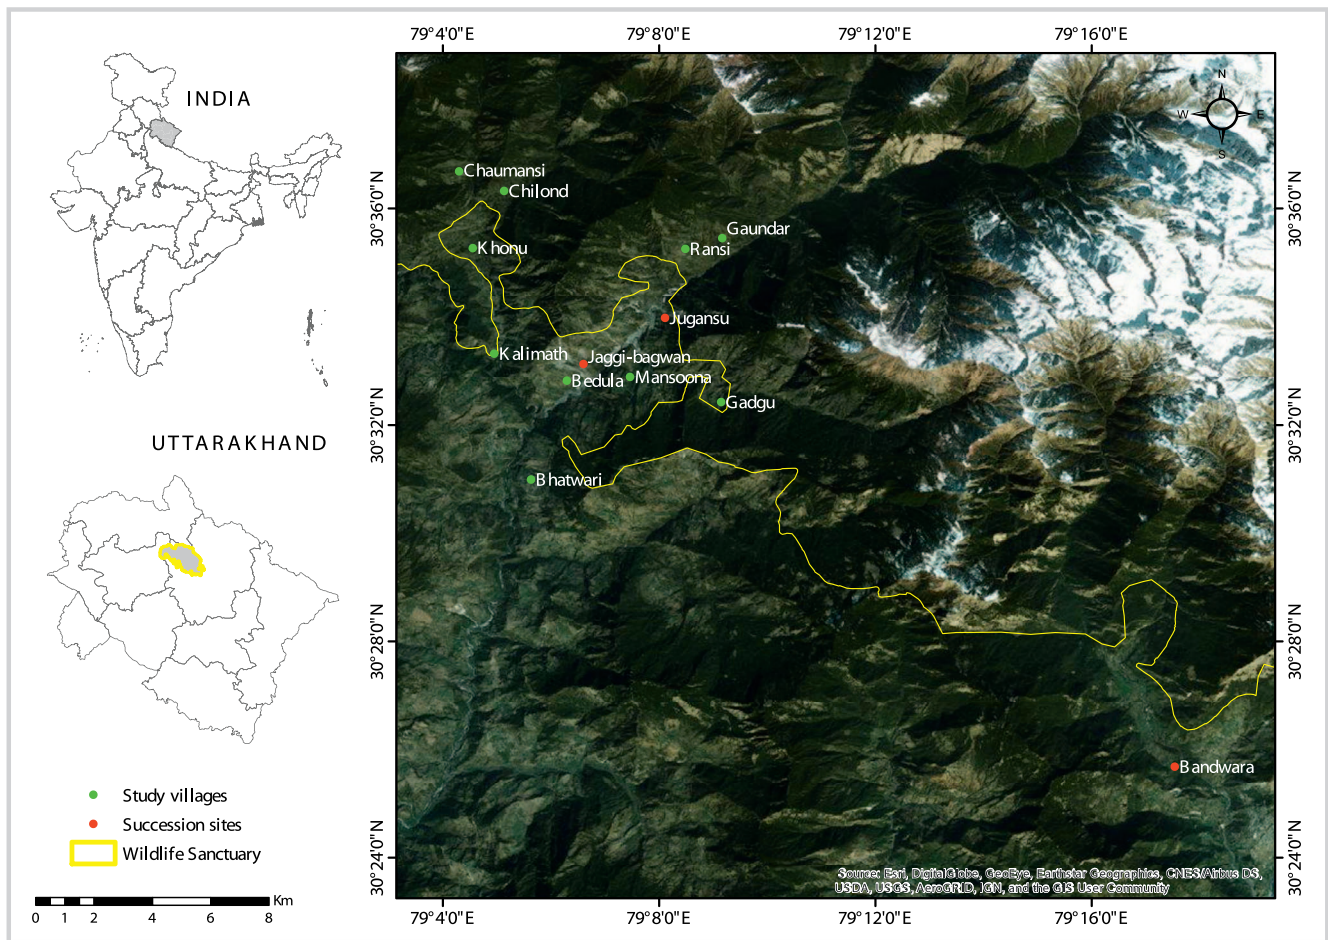 79°4'0"E 79°8'0"E 79°12'0"E 79°16'0"E
INDIA
N
W E
S
Chaumansi
Chilond
30°36'0"N 30°36'0"N
Gaundar
Khonu
Ransi
Jugansu
Kalimath
Jaggi-bagwan
Bedula
Mansoona
Gadgu
30°32'0"N 30°32'0"N
UTTARAKHAND
Bhatwari
30°28'0"N 30°28'0"N
Bandwara
Study villages
Succession sites
Wildlife Sanctuary
30°24'0"N 30°24'0"N
Source: Esri, DigitalGlobe, GeoEye, Earthstar Geographics, CNES/Airbus DS,
USDA, USGS, AeroGRID, IGN, and the GIS User Community
Km
0 1 2 4 6 8
79°4'0"E 79°8'0"E 79°12'0"E 79°16'0"E